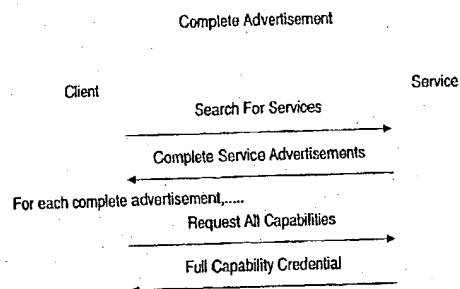 Complete Advertisement
Client
Service
Search For Services
Complete Service Advertisements
For each complete advertisement,.....
Request All Capabilities
Full Capability Credential